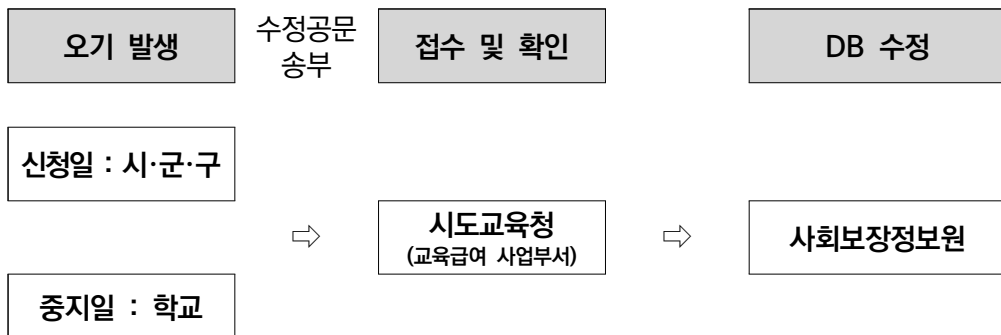 오기 발생
수정공문
송부
접수 및 확인
DB 수정
신청일 : 시·군·구
중지일 : 학교
⇨
시도교육청
(교육급여 사업부서)
⇨
사회보장정보원